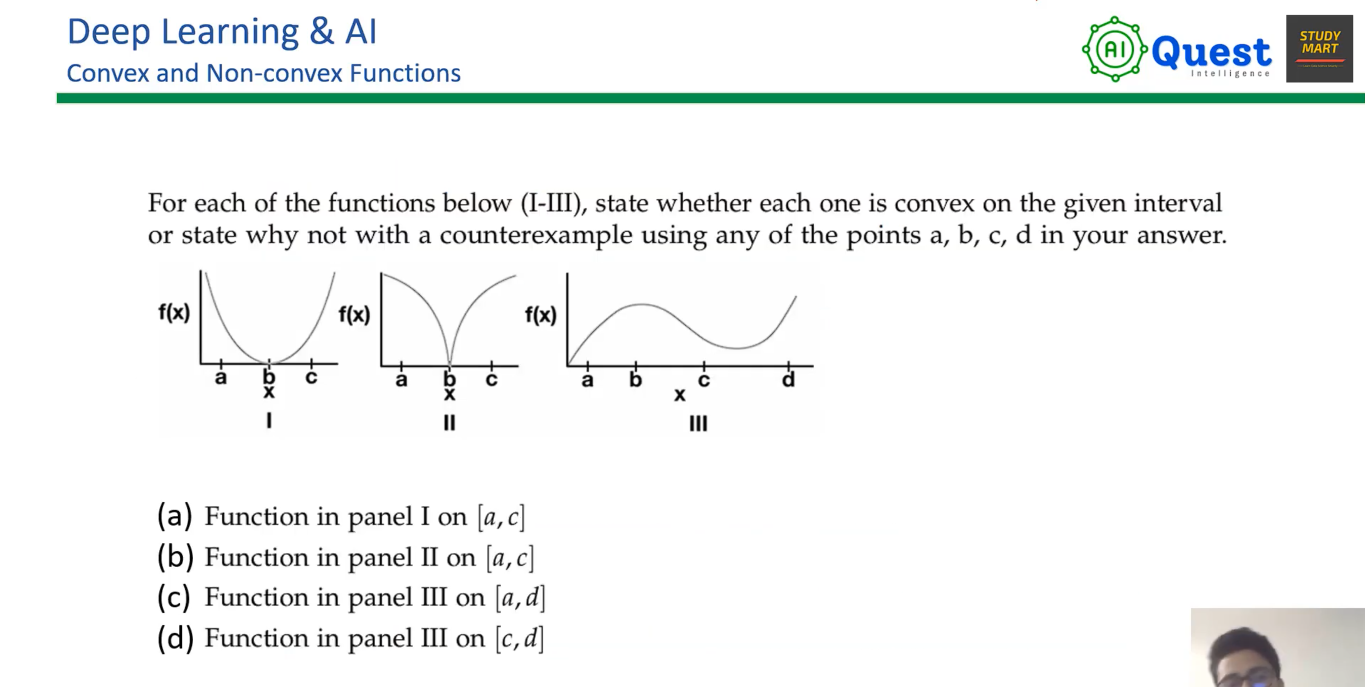 Deep Learning & AI
Convex and Non-convex Functions
AI Quest
Intelligence
STUDY
MART
For each of the functions below (I-III), state whether each one is convex on the given interval
or state why not with a counterexample using any of the points a, b, c, d in your answer.
f(x) f(x) f(x)
a b c a b c a b c d
x x x
I II III
(a) Function in panel I on [a, c]
(b) Function in panel II on [a, c]
(c) Function in panel III on [a, d]
(d) Function in panel III on [c, d]